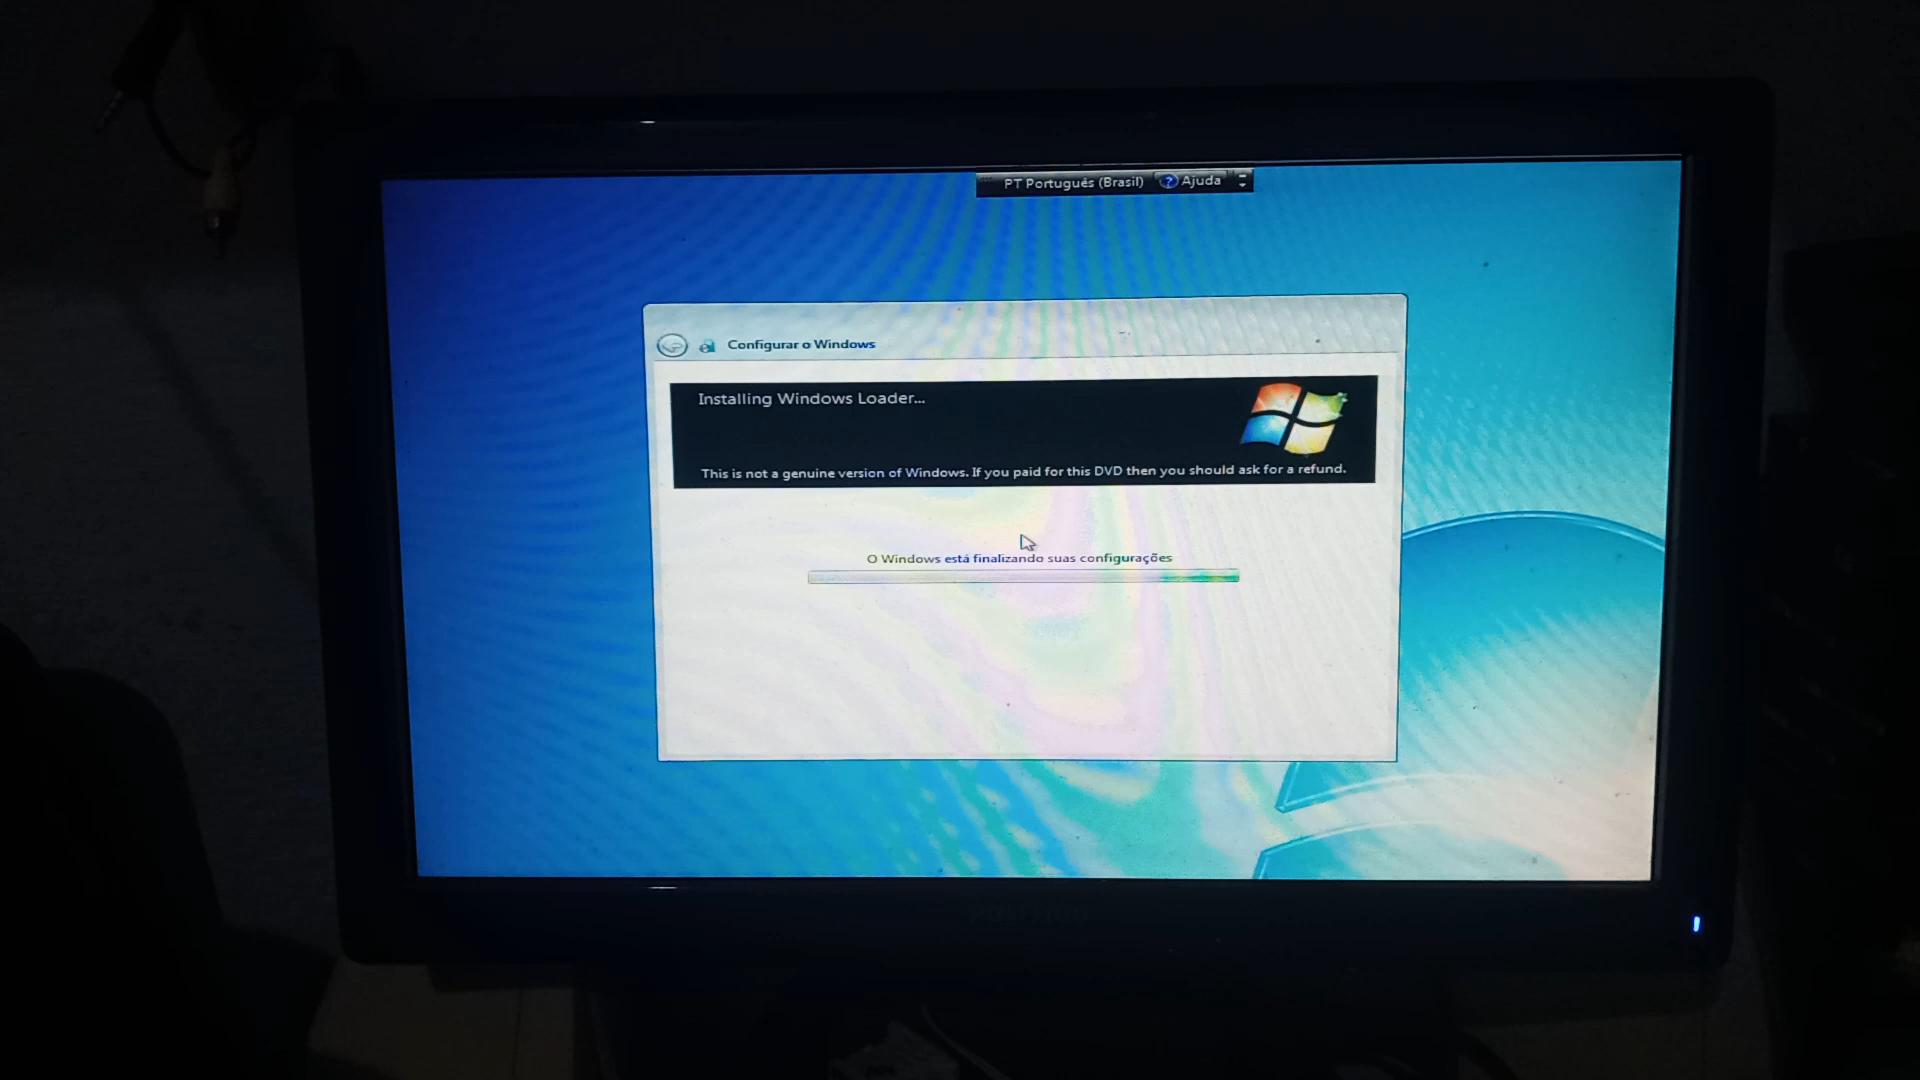 PT Português (Brasil) Ajuda
Configurar o Windows
Installing Windows Loader...
This is not a genuine version of Windows. If you paid for this DVD then you should ask for a refund.
O Windows está finalizando suas configurações